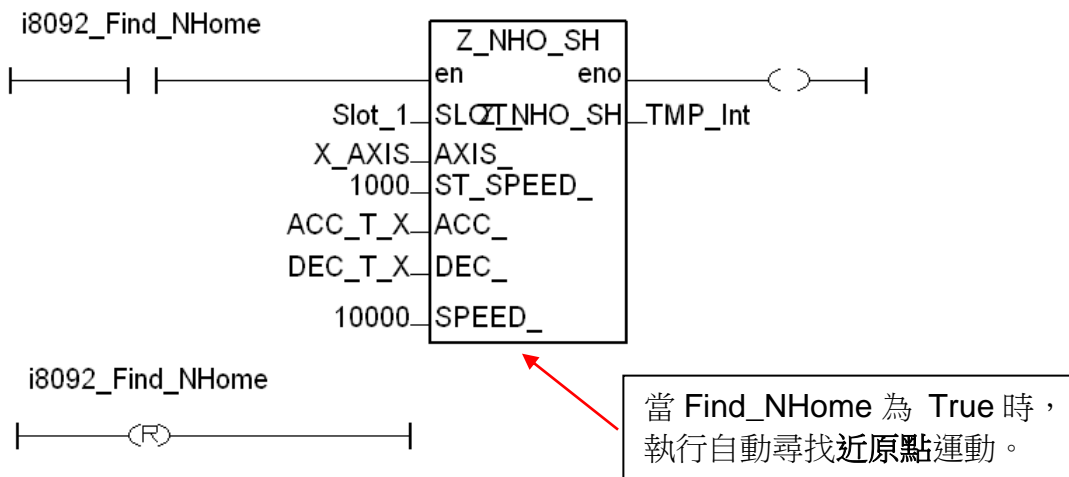 i8092_Find_NHome
Z_NHO_SH
en eno
Slot_1 SLOT_ Z_NHO_SH TMP_Int
X_AXIS AXIS_
1000 ST_SPEED_
ACC_T_X ACC_
DEC_T_X DEC_
10000 SPEED_
i8092_Find_NHome
R
當 Find_NHome 為 True 時，
執行自動尋找近原點運動。